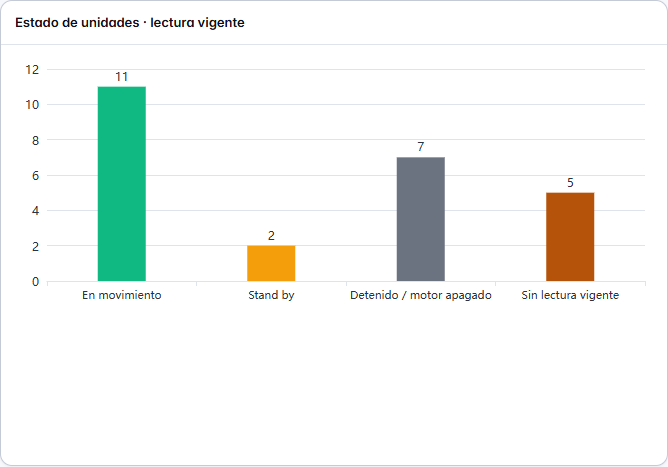 Estado de unidades · lectura vigente
12
11
10
8
7
6
5
4
2
2
0
En movimiento
Stand by
Detenido / motor apagado
Sin lectura vigente